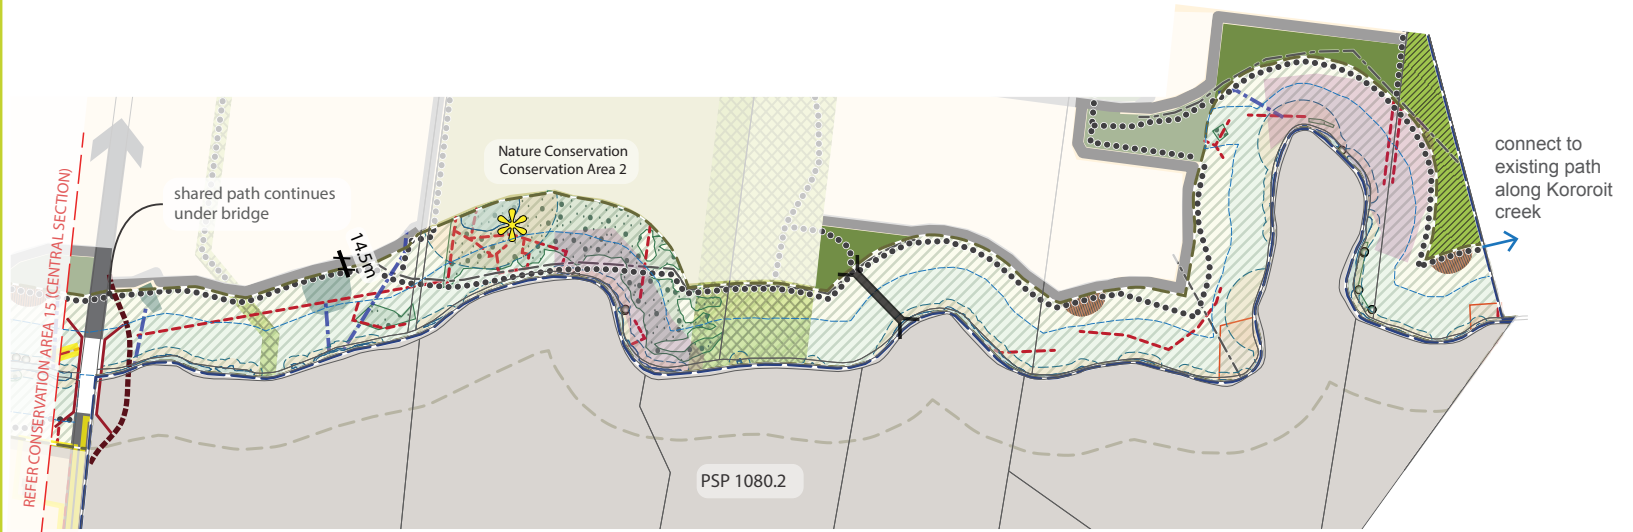 REFER CONSERVATION AREA 15 (CENTRAL SECTION)
shared path continues
under bridge
14.5m
Nature Conservation
Conservation Area 2
connect to
existing path
along Kororoit
creek
PSP 1080.2